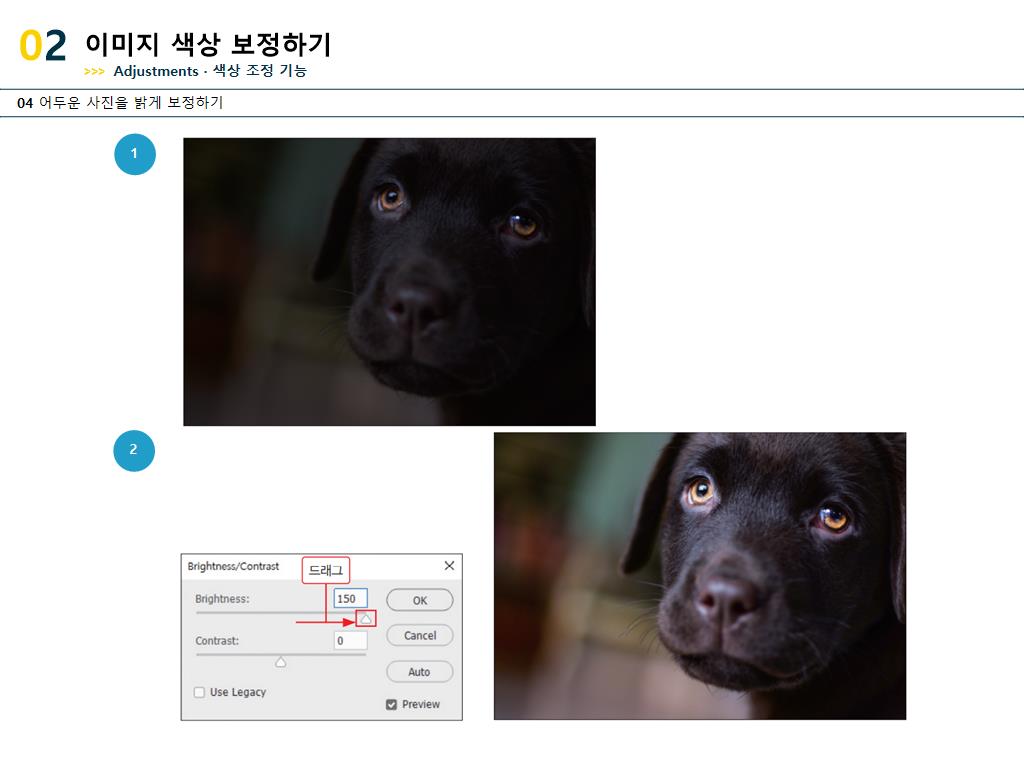 02 이미지 색상 보정하기
>>> Adjustments · 색상 조정 기능
04 어두운 사진을 밝게 보정하기
1
2
Brightness/Contrast
드래그
Brightness:
150
OK
Contrast:
0
Cancel
Auto
Use Legacy
Preview